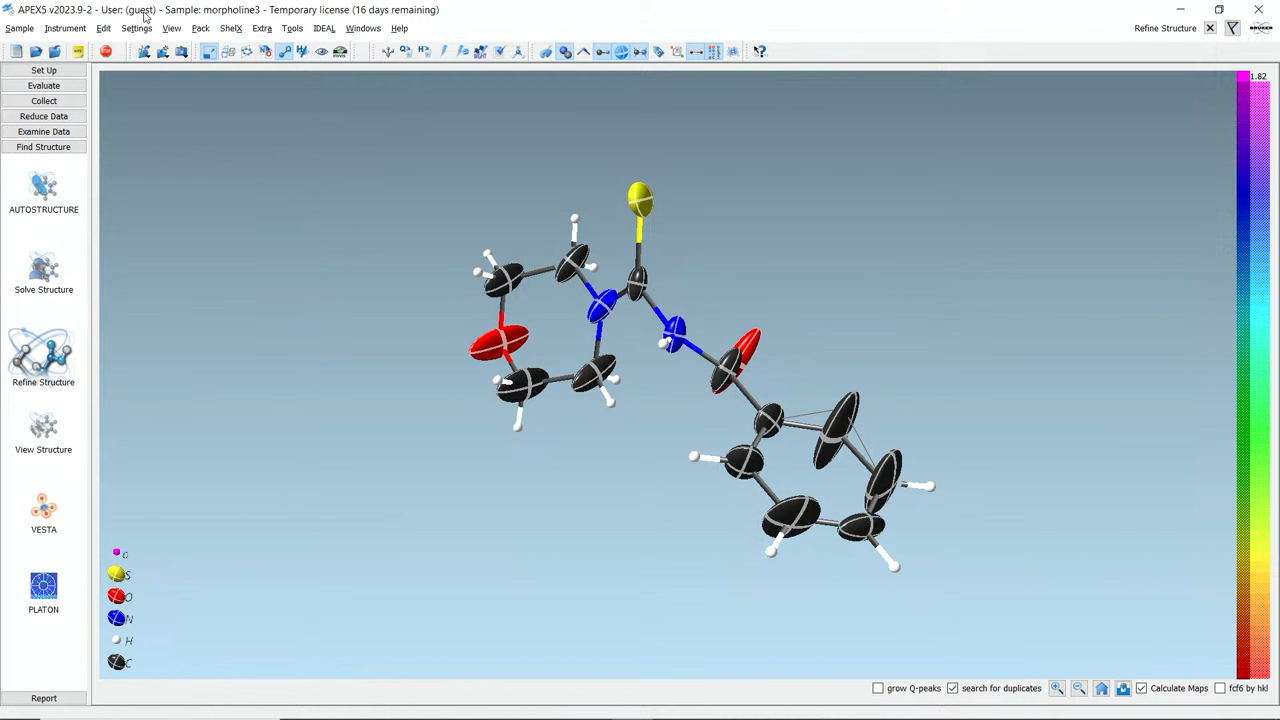 APEX5 v2023.9-2 - User: (guest) - Sample: morpholine3 - Temporary license (16 days remaining)
Sample Instrument Edit Settings View Pack ShelX Extra Tools IDEAL Windows Help Refine Structure
Set Up
Evaluate
Collect
Reduce Data
Examine Data
Find Structure
AUTOSTRUCTURE
Solve Structure
Refine Structure
View Structure
VESTA
PLATON
Report
1.82
Q
S
O
N
H
C
grow Q-peaks search for duplicates Calculate Maps fcf6 by hkl